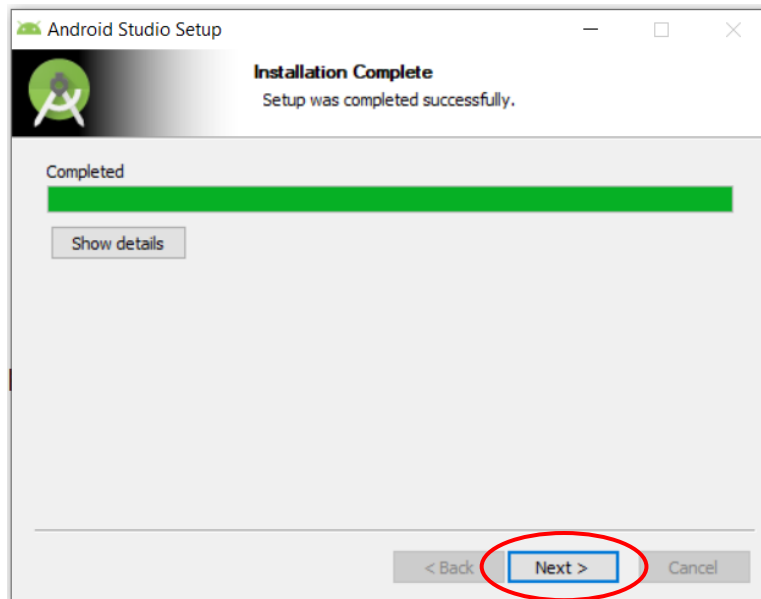 Android Studio Setup
Installation Complete
Setup was completed successfully.
Completed
Show details
< Back Next > Cancel